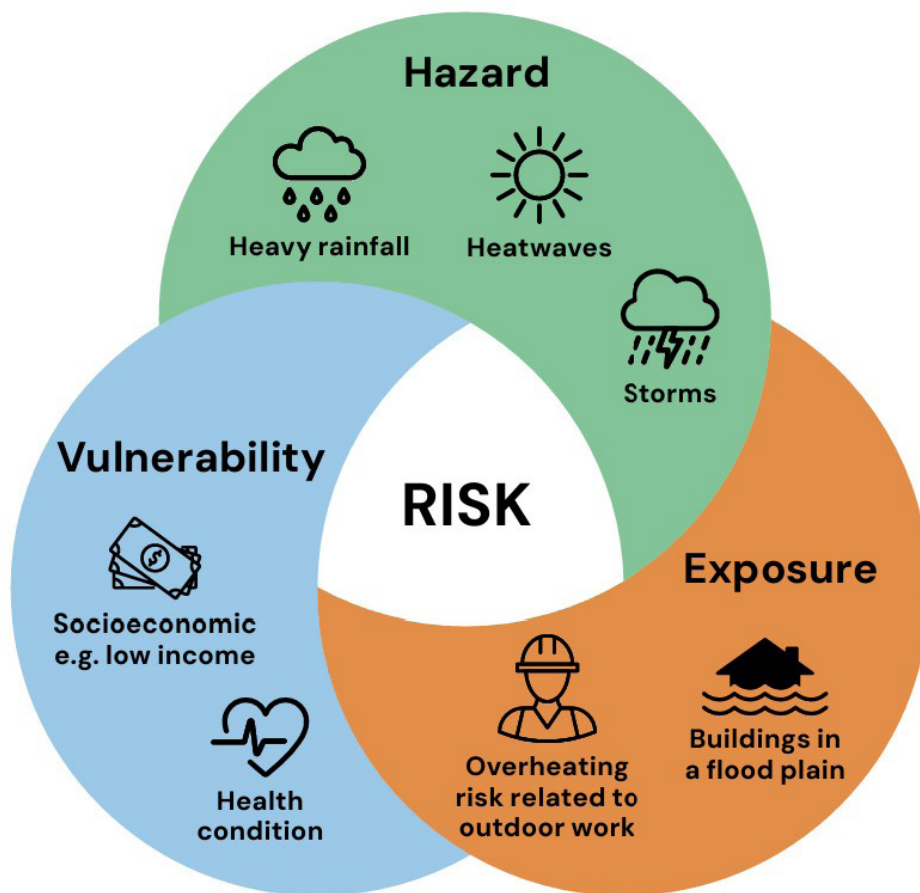 Hazard
Heavy rainfall
Heatwaves
Storms
Vulnerability
Socioeconomic
e.g. low income
Health
condition
RISK
Exposure
Overheating
risk related to
outdoor work
Buildings in
a flood plain